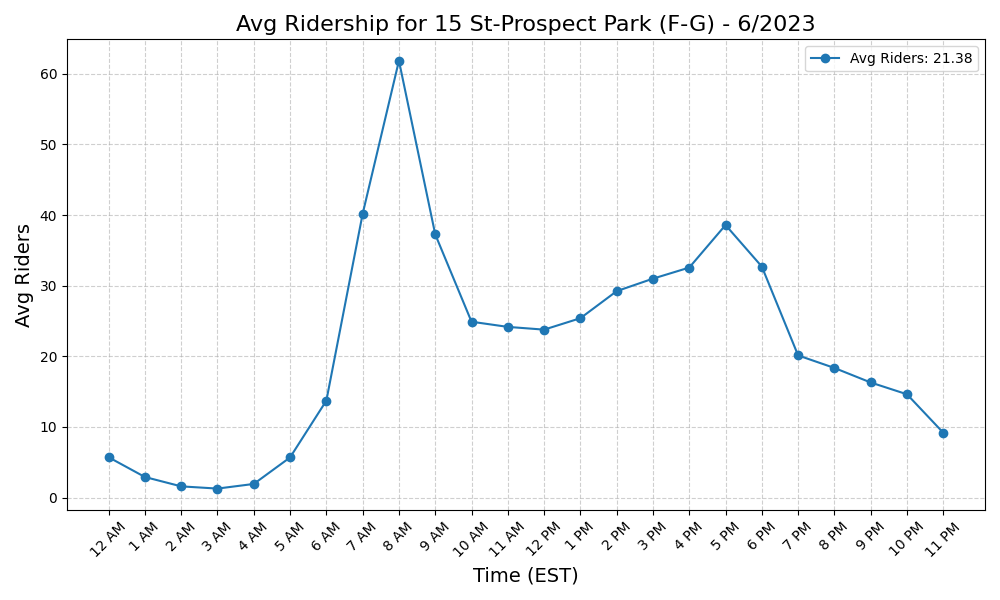 Avg Ridership for 15 St-Prospect Park (F-G) - 6/2023
Avg Riders: 21.38
Avg Riders
60
50
40
30
20
10
0
12 AM
1 AM
2 AM
3 AM
4 AM
5 AM
6 AM
7 AM
8 AM
9 AM
10 AM
11 AM
12 PM
1 PM
2 PM
3 PM
4 PM
5 PM
6 PM
7 PM
8 PM
9 PM
10 PM
11 PM
Time (EST)